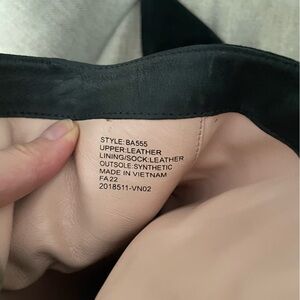 STYLE:BA555
UPPER:LEATHER
LINING/SOCK:LEATHER
OUTSOLE:SYNTHETIC
MADE IN VIETNAM
FA22
2018511-VN02